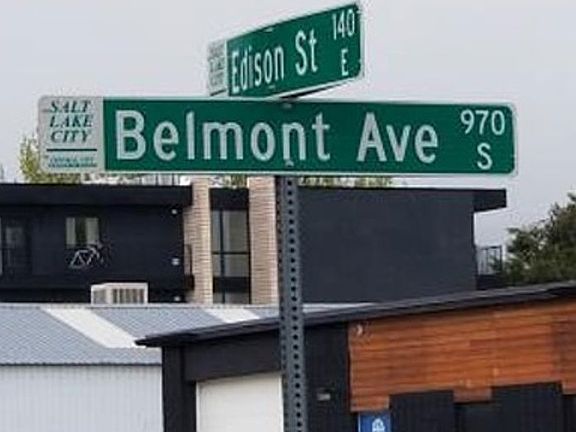 Edison St 140 E
SALT LAKE CITY
Belmont Ave 970 S